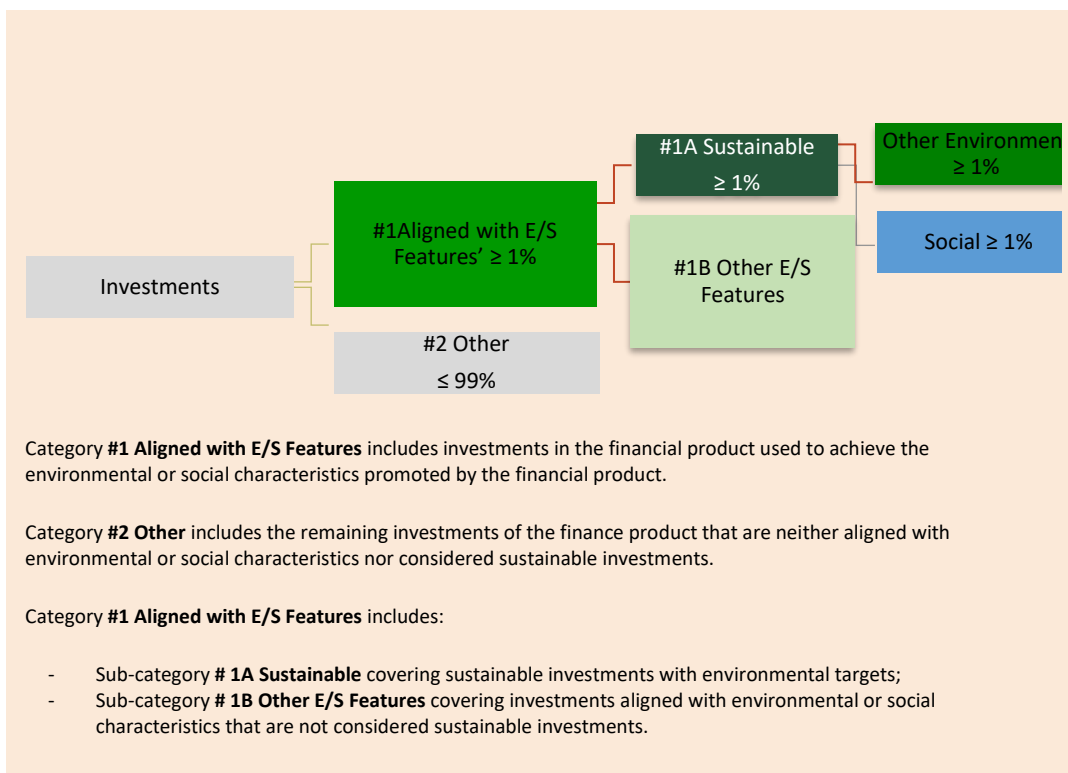 #1A Sustainable
≥ 1%
Other Environmen
≥ 1%
#1Aligned with E/S
Features’ ≥ 1%
Social ≥ 1%
#1B Other E/S
Features
Investments
#2 Other
≤ 99%
Category #1 Aligned with E/S Features includes investments in the financial product used to achieve the
environmental or social characteristics promoted by the financial product.
Category #2 Other includes the remaining investments of the finance product that are neither aligned with
environmental or social characteristics nor considered sustainable investments.
Category #1 Aligned with E/S Features includes:
- Sub-category # 1A Sustainable covering sustainable investments with environmental targets;
- Sub-category # 1B Other E/S Features covering investments aligned with environmental or social
characteristics that are not considered sustainable investments.